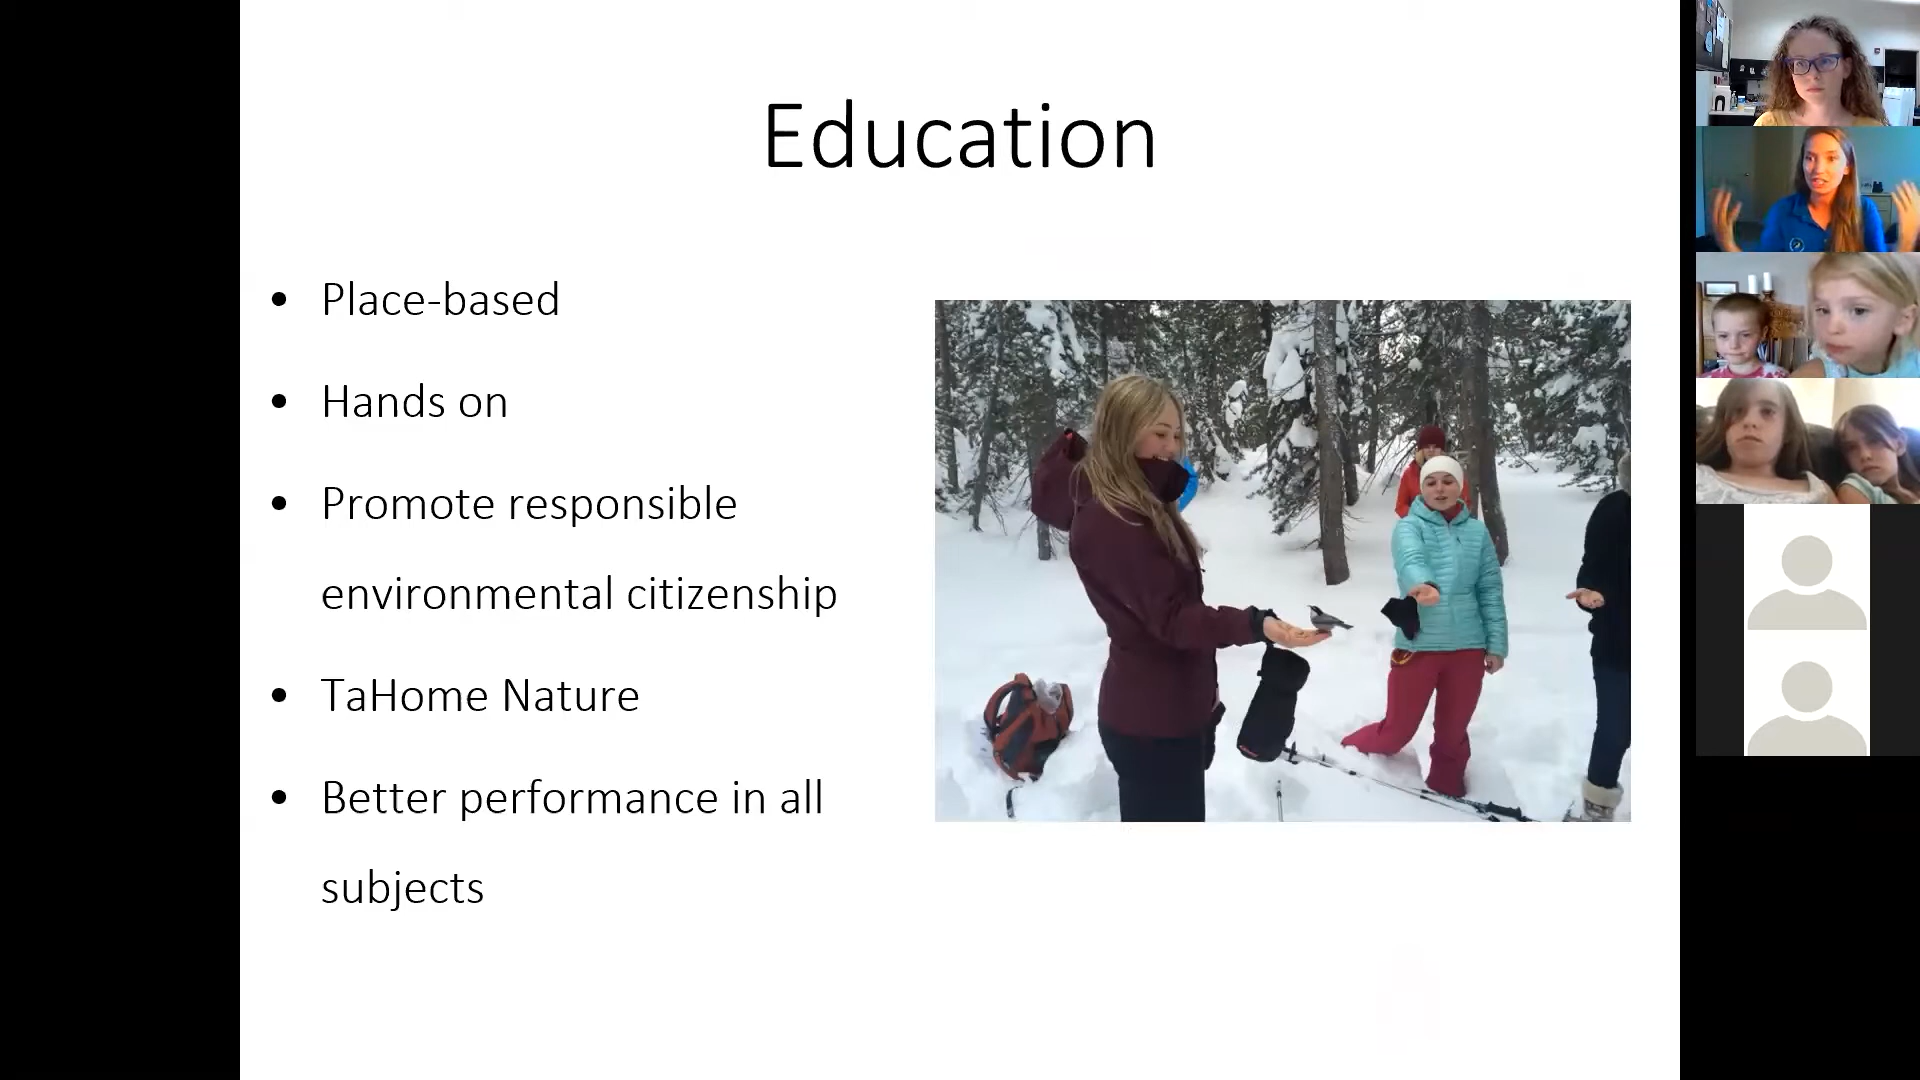 Education
• Place-based
• Hands on
• Promote responsible
environmental citizenship
• TaHome Nature
• Better performance in all
subjects